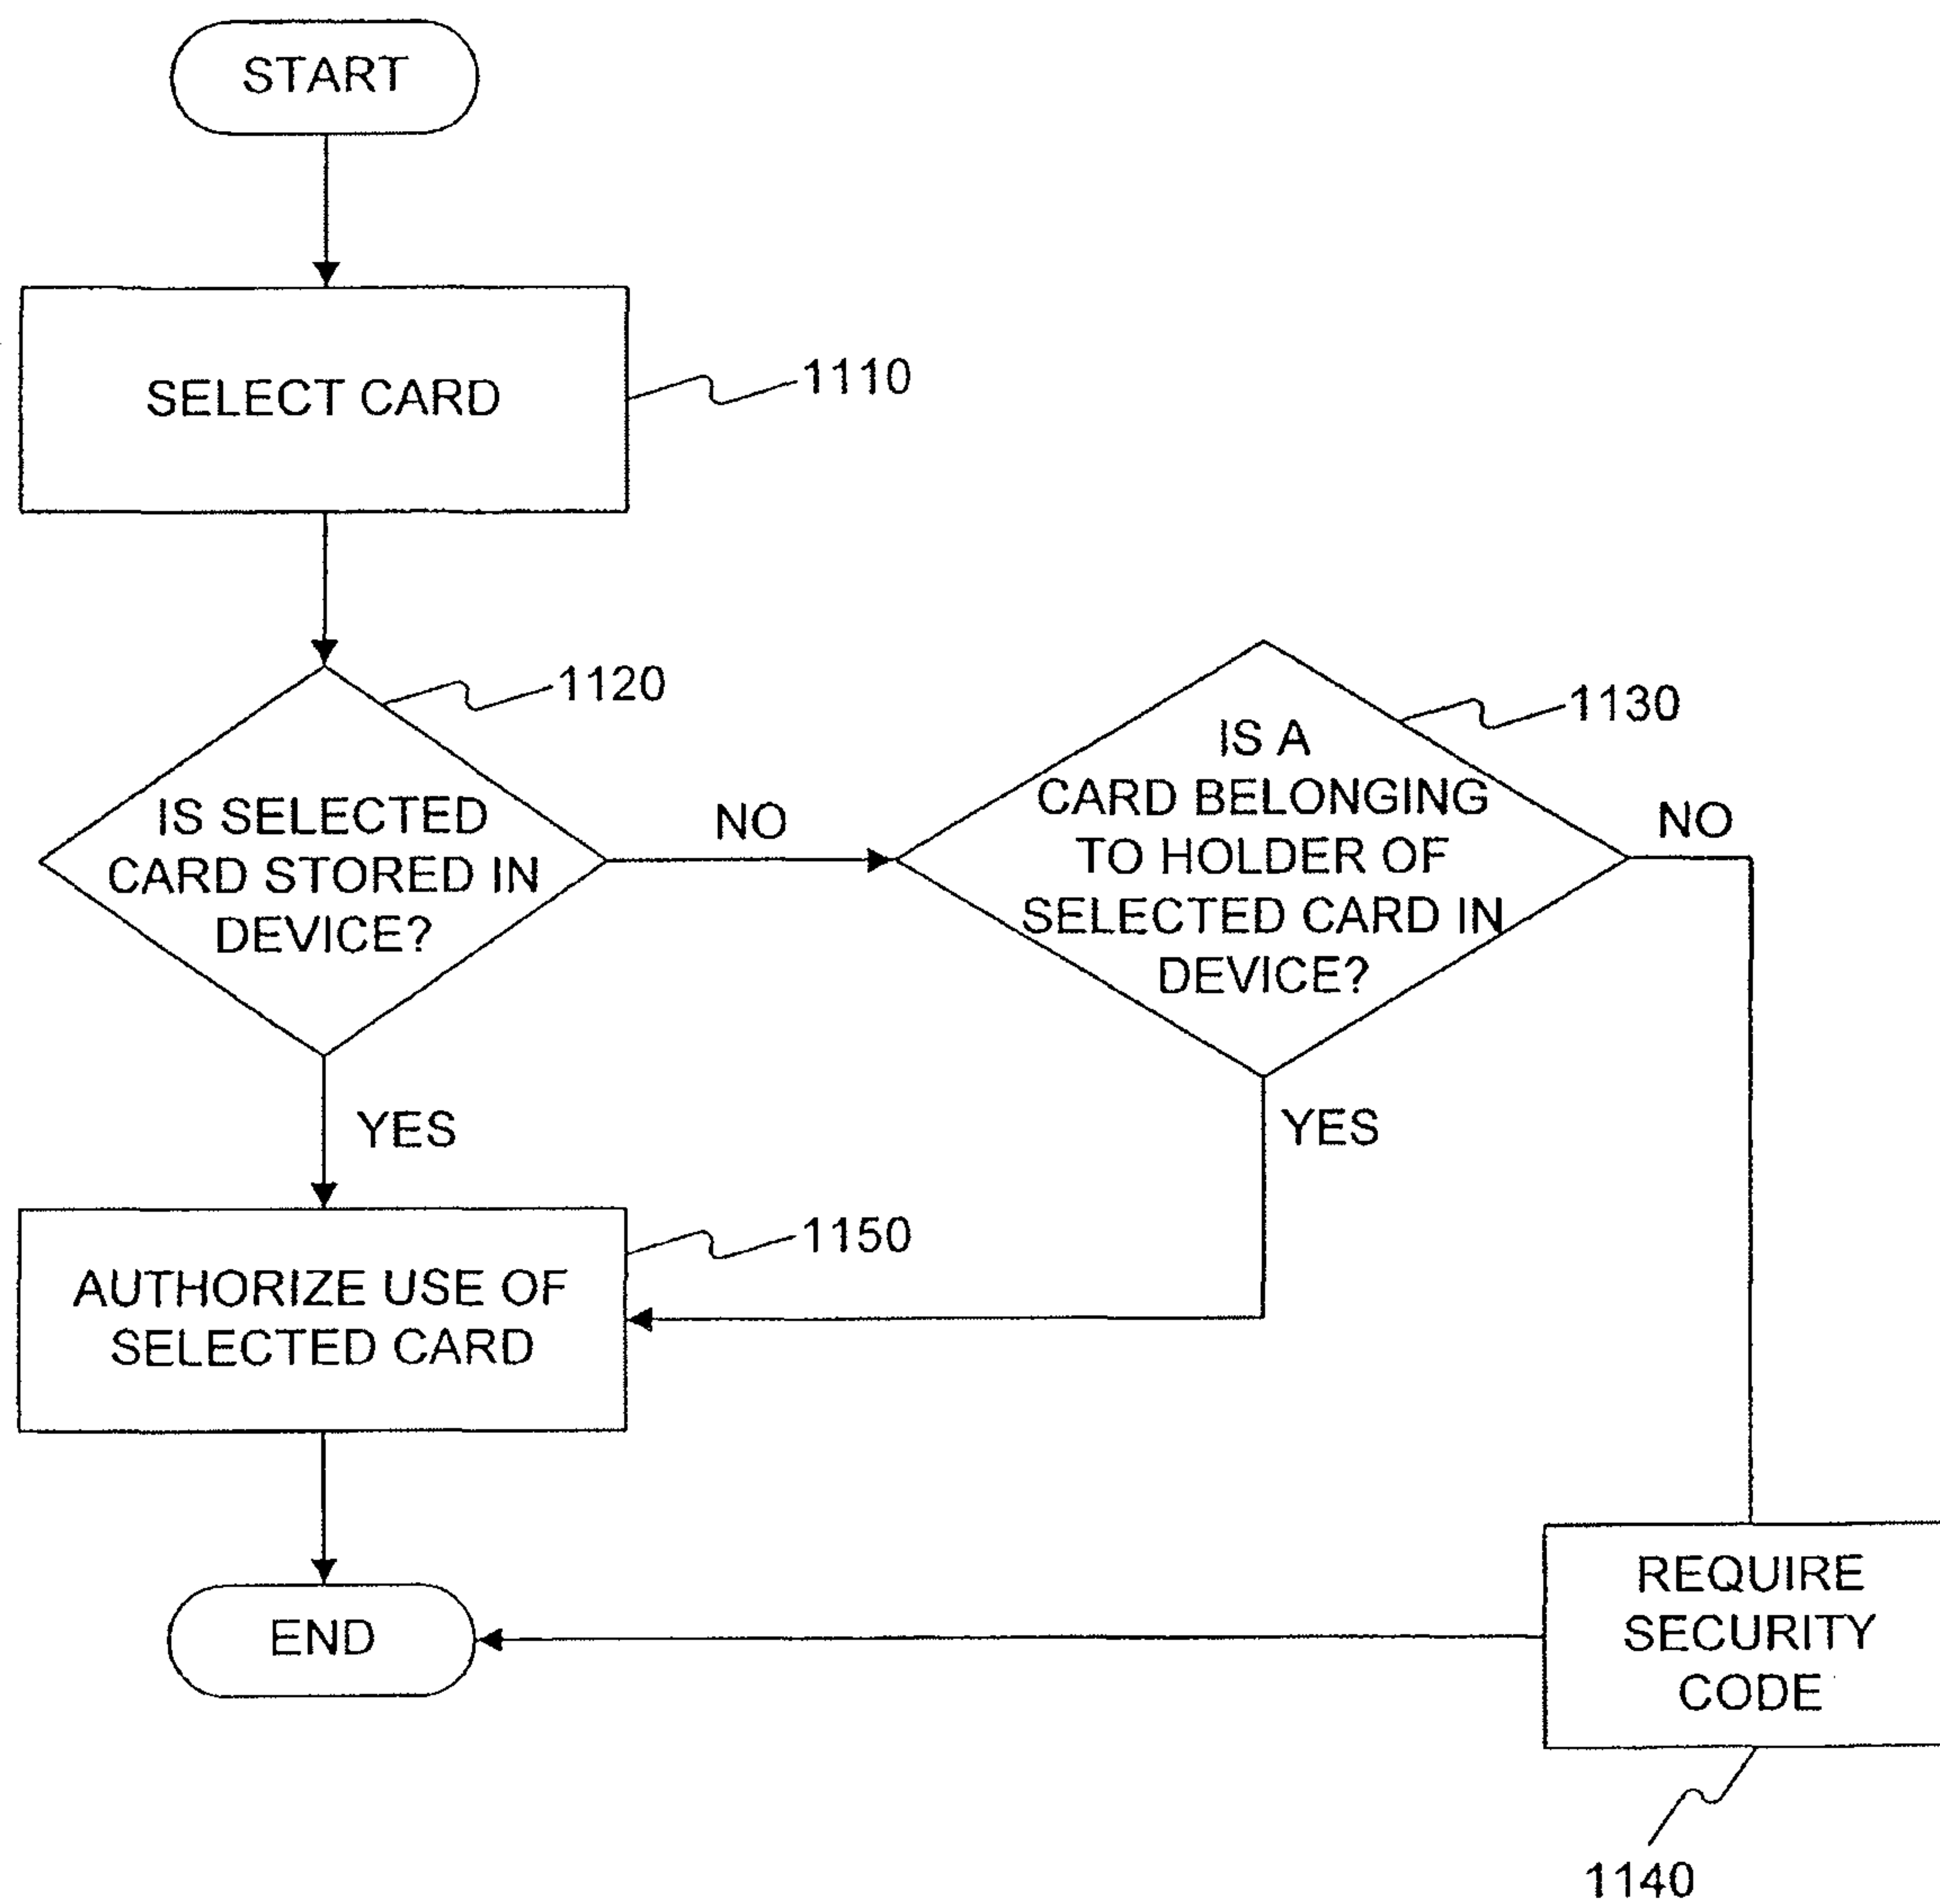 START
SELECT CARD
1110
1120
IS SELECTED
CARD STORED IN
DEVICE?
NO
1130
IS A
CARD BELONGING
TO HOLDER OF
SELECTED CARD IN
DEVICE?
NO
YES
YES
1150
AUTHORIZE USE OF
SELECTED CARD
END
REQUIRE
SECURITY
CODE
1140